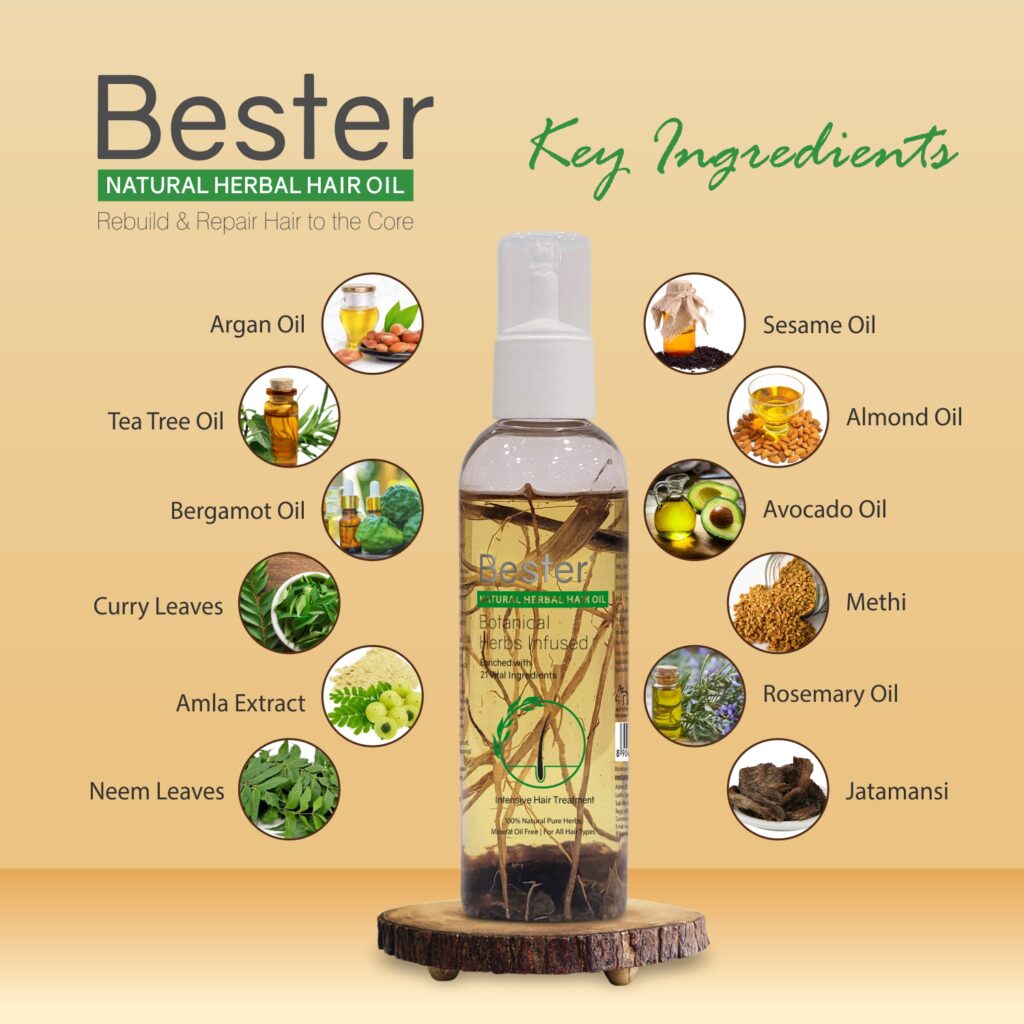 Bester
NATURAL HERBAL HAIR OIL
Rebuild & Repair Hair to the Core
Key Ingredients
Argan Oil
Tea Tree Oil
Bergamot Oil
Curry Leaves
Amla Extract
Neem Leaves
Sesame Oil
Almond Oil
Avocado Oil
Methi
Rosemary Oil
Jatamansi
Bester
NATURAL HERBAL HAIR OIL
Botanical
Herbs Infused
Enriched with
21 Vital Ingredients
Intensive Hair Treatment
100% Natural Pure Herbs
Mineral Oil Free | For All Hair Types